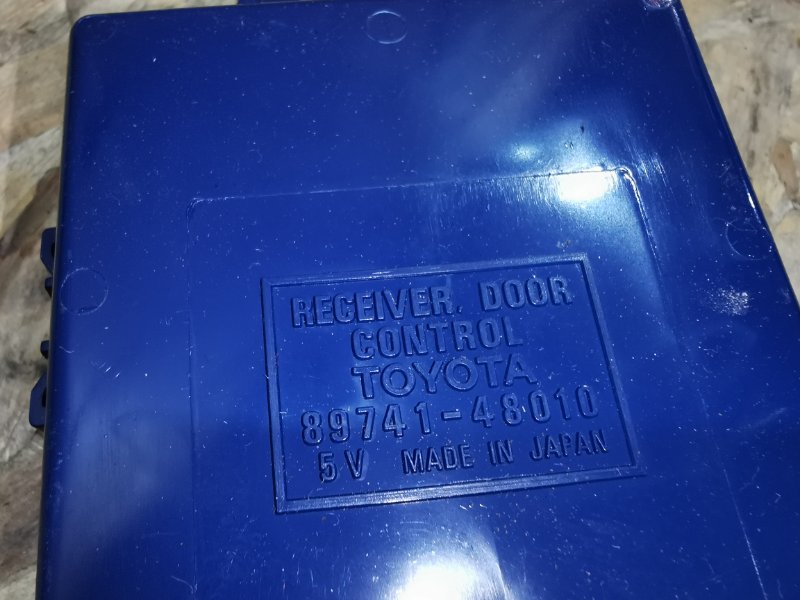 RECEIVER, DOOR
CONTROL
TOYOTA
89741-48010
5V MADE IN JAPAN